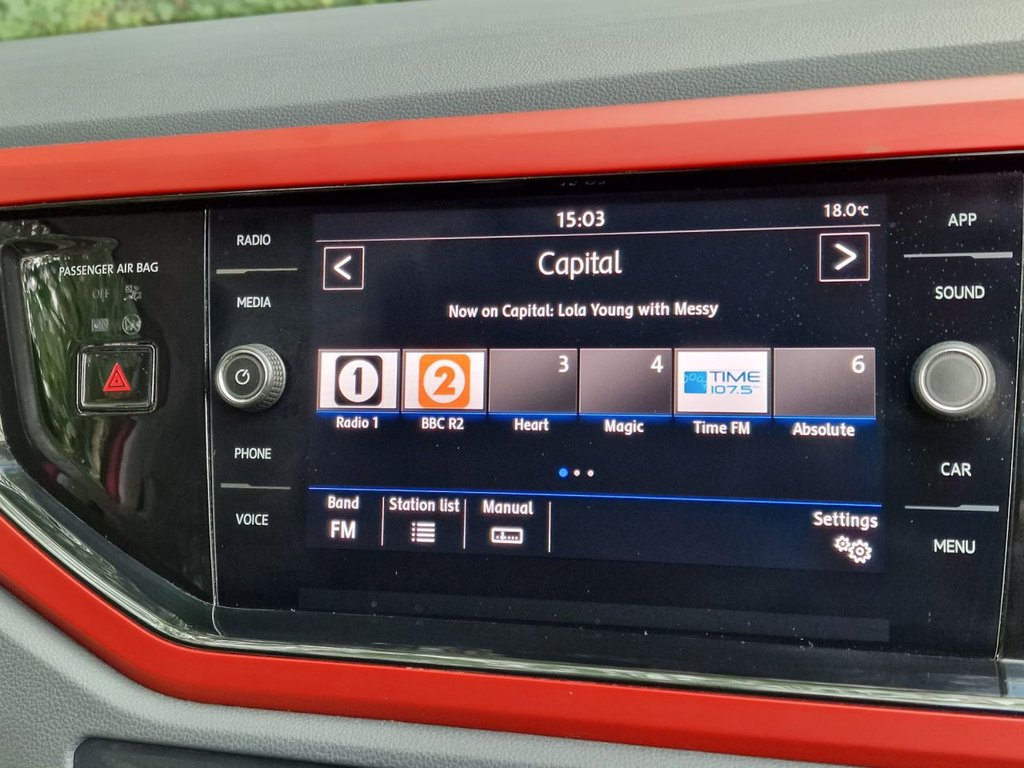 15:03
18.0°C
Capital
Now on Capital: Lola Young with Messy
1
2
3
4
TIME
107.5 FM
6
Radio 1
BBC R2
Heart
Magic
Time FM
Absolute
Band
FM
Station list
Manual
Settings
RADIO
MEDIA
PHONE
VOICE
PASSENGER AIR BAG
OFF
APP
SOUND
CAR
MENU